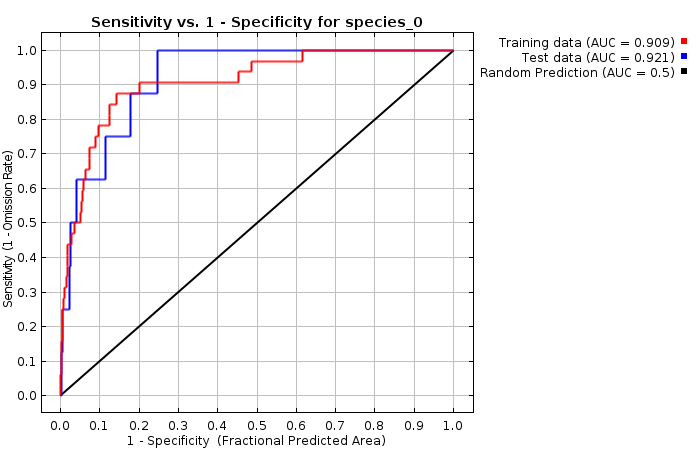 Sensitivity vs. 1 - Specificity for species_0
Training data (AUC = 0.909)
Test data (AUC = 0.921)
Random Prediction (AUC = 0.5)
Sensitivity (1 - Omission Rate)
1.0
0.9
0.8
0.7
0.6
0.5
0.4
0.3
0.2
0.1
0.0
0.0 0.1 0.2 0.3 0.4 0.5 0.6 0.7 0.8 0.9 1.0
1 - Specificity (Fractional Predicted Area)